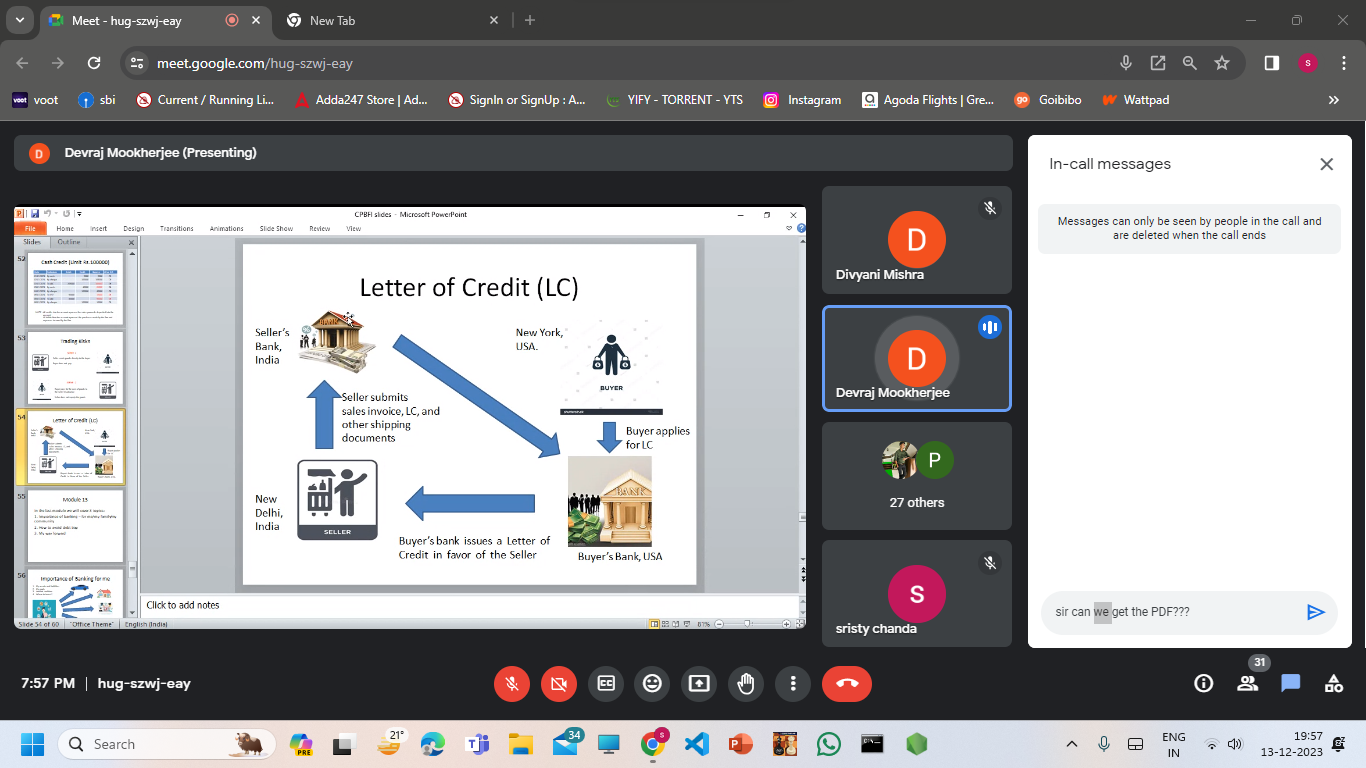 Meet - hug-szwj-eay
New Tab
meet.google.com/hug-szwj-eay
s
voot voot sbi Current / Running Li... Adda247 Store | Ad... SignIn or SignUp : A... YIFY - TORRENT - YTS Instagram Agoda Flights | Gre... go Goibibo Wattpad
D Devraj Mookherjee (Presenting)
CPBFI slides - Microsoft PowerPoint
File Home Insert Design Transitions Animations Slide Show Review View
Slides Outline
52
Cash Credit (Limit Rs.100000)
53
Trading Risks
54
Letter of Credit (LC)
55
Module 15
56
Importance of Banking for me
Letter of Credit (LC)
Seller's
Bank,
India
New York,
USA.
BUYER
Seller submits
sales invoice, LC, and
other shipping
documents
Buyer applies
for LC
BANK
New
Delhi,
India
SELLER
Buyer's bank issues a Letter of
Credit in favor of the Seller
Buyer's Bank, USA
Click to add notes
Slide 54 of 60 "Office Theme" English (India) 87%
D
Divyani Mishra
D
Devraj Mookherjee
P
27 others
S
sristy chanda
In-call messages
Messages can only be seen by people in the call and
are deleted when the call ends
sir can we get the PDF???
7:57 PM | hug-szwj-eay
31
Search
PRE
21°
34
s
ENG
IN
19:57
13-12-2023